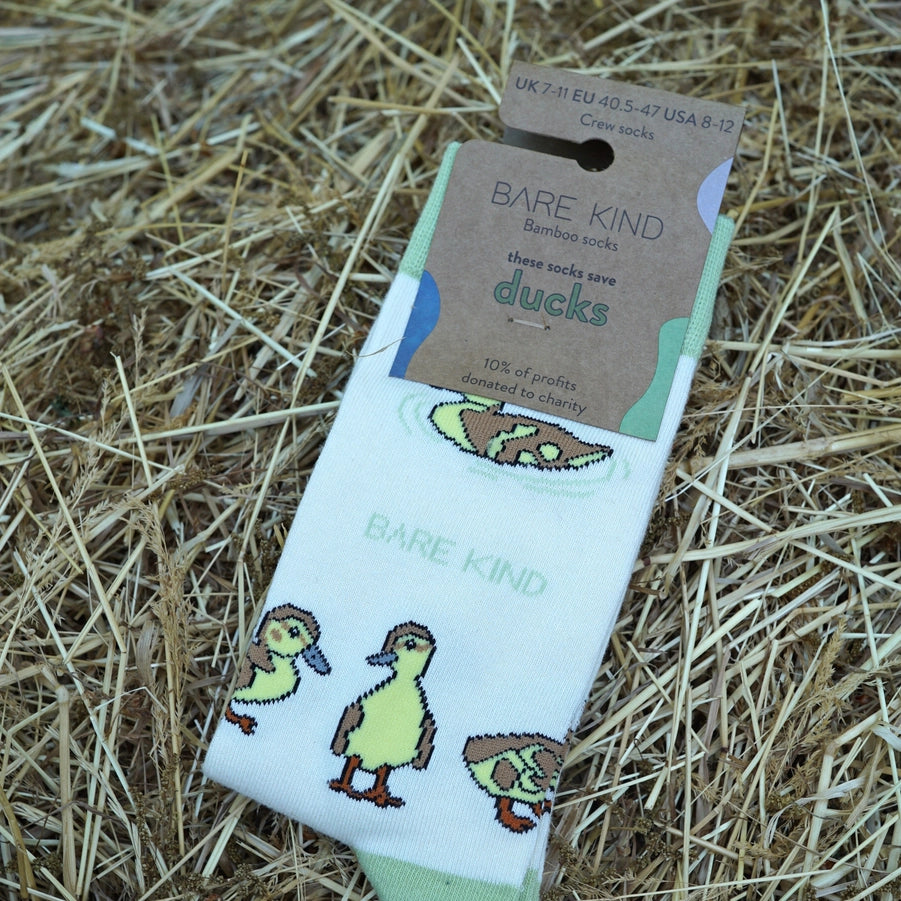 UK 7-11 EU 40.5-47 USA 8-12
Crew socks
BARE KIND
Bamboo socks
these socks save
ducks
10% of profits
donated to charity
BARE KIND